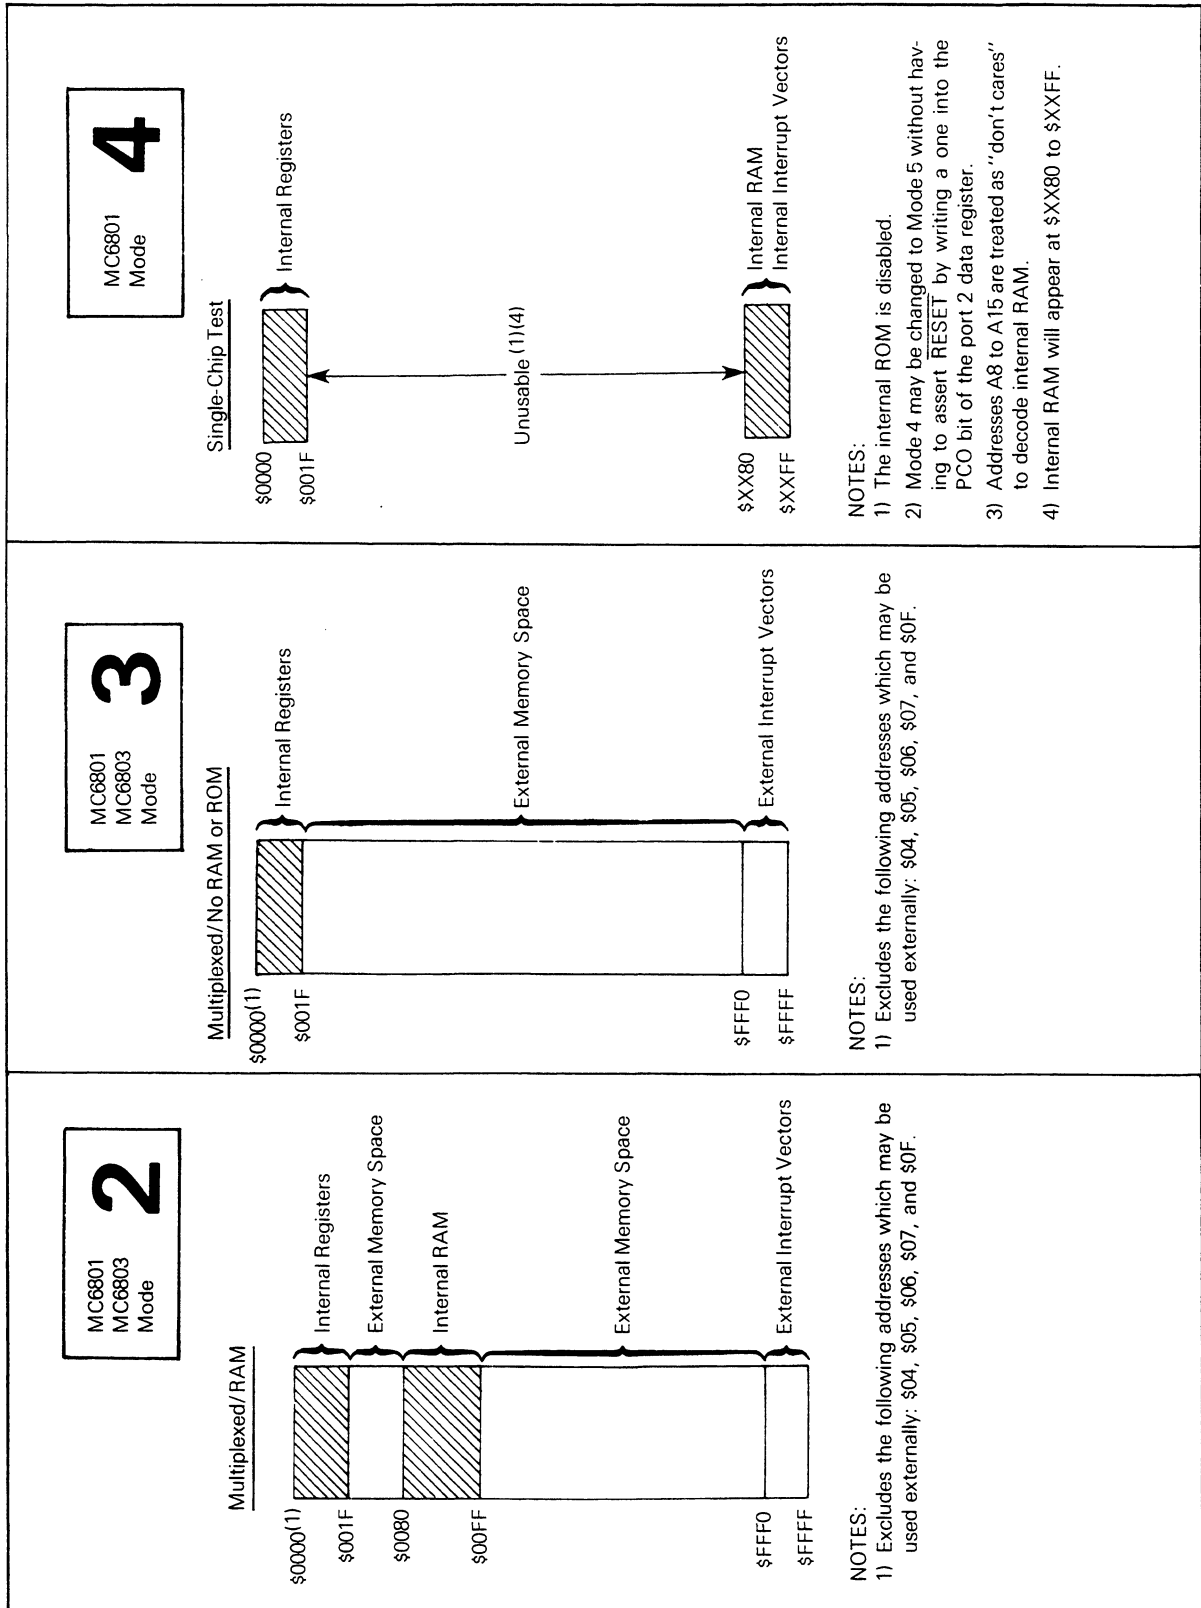 MC6801
MC6803
Mode
2
Multiplexed/RAM
$0000(1)
$001F
$0080
$00FF
$FFF0
$FFFF
Internal Registers
External Memory Space
Internal RAM
External Memory Space
External Interrupt Vectors
NOTES:
1) Excludes the following addresses which may be
used externally: $04, $05, $06, $07, and $0F.
MC6801
MC6803
Mode
3
Multiplexed/No RAM or ROM
$0000(1)
$001F
$FFF0
$FFFF
Internal Registers
External Memory Space
External Interrupt Vectors
NOTES:
1) Excludes the following addresses which may be
used externally: $04, $05, $06, $07, and $0F.
MC6801
Mode
4
Single-Chip Test
$0000
$001F
$XX80
$XXFF
Internal Registers
Unusable (1)(4)
Internal RAM
Internal Interrupt Vectors
NOTES:
1) The internal ROM is disabled.
2) Mode 4 may be changed to Mode 5 without hav-
ing to assert RESET by writing a one into the
PCO bit of the port 2 data register.
3) Addresses A8 to A15 are treated as "don't cares"
to decode internal RAM.
4) Internal RAM will appear at $XX80 to $XXFF.